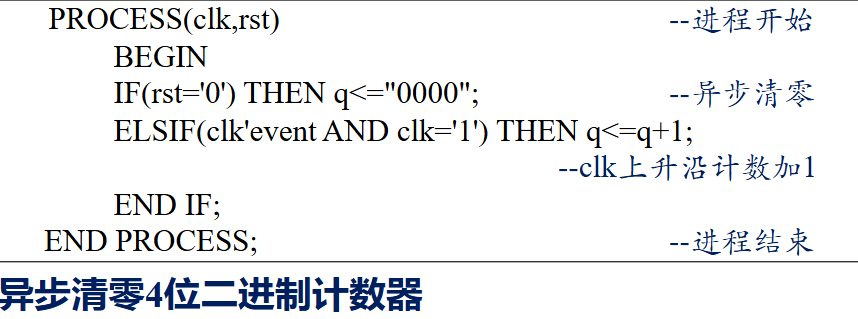 PROCESS(clk,rst) --进程开始
BEGIN
IF(rst='0') THEN q<="0000"; --异步清零
ELSIF(clk'event AND clk='1') THEN q<=q+1;
--clk上升沿计数加1
END IF;
END PROCESS; --进程结束
异步清零4位二进制计数器